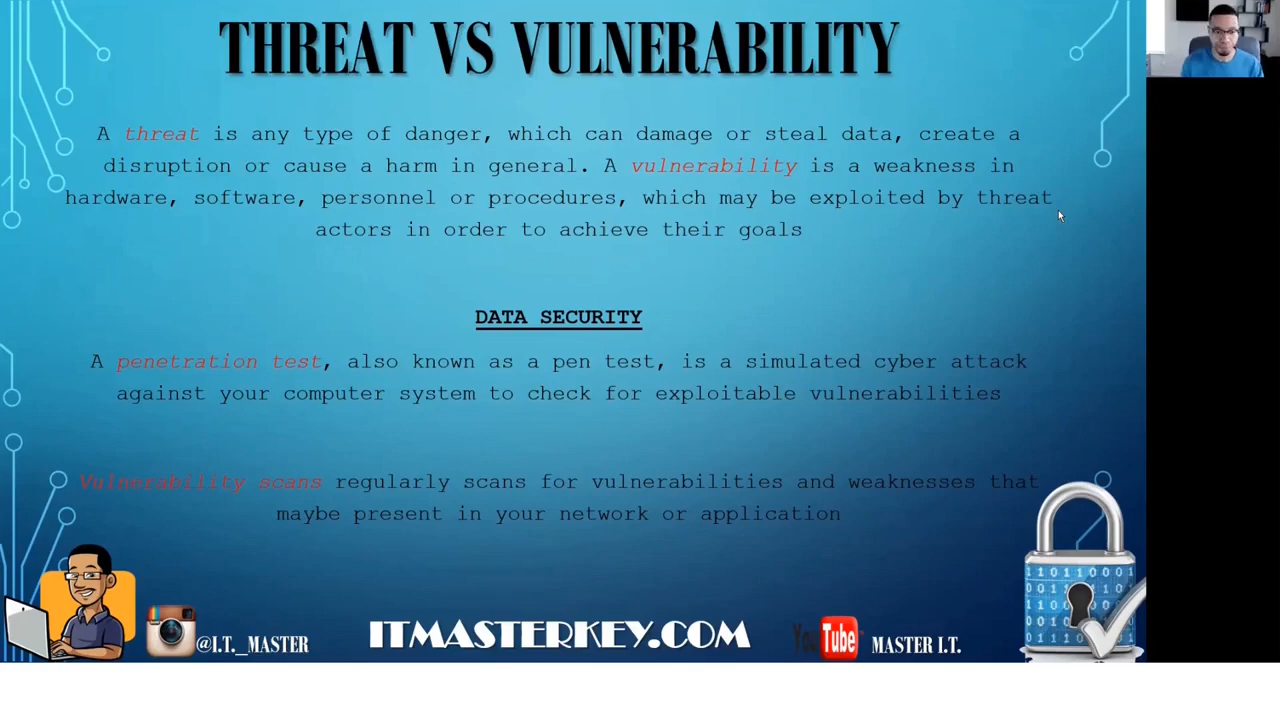 THREAT VS VULNERABILITY
A threat is any type of danger, which can damage or steal data, create a
disruption or cause a harm in general. A vulnerability is a weakness in
hardware, software, personnel or procedures, which may be exploited by threat
actors in order to achieve their goals
DATA SECURITY
A penetration test, also known as a pen test, is a simulated cyber attack
against your computer system to check for exploitable vulnerabilities
Vulnerability scans regularly scans for vulnerabilities and weaknesses that
maybe present in your network or application
@I.T._MASTER
ITMASTERKEY.COM
YouTube
MASTER I.T.